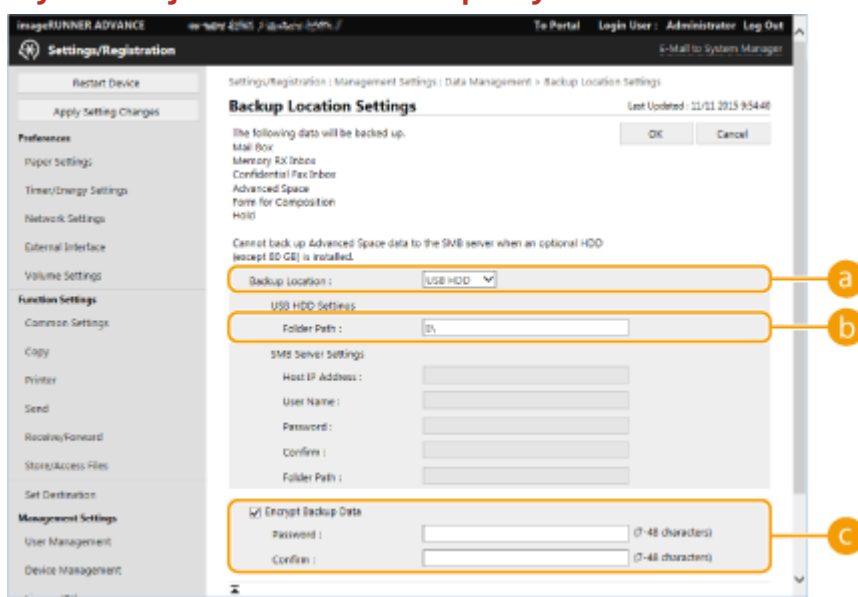 imageRUNNER ADVANCE
To Portal Login User : Administrator Log Out
Settings/Registration
E-Mail to System Manager
Restart Device
Apply Setting Changes
Preferences
Paper Settings
Timer/Energy Settings
Network Settings
External Interface
Volume Settings
Function Settings
Common Settings
Copy
Printer
Send
Receive/Forward
Store/Access Files
Set Destination
Management Settings
User Management
Device Management
Settings/Registration : Management Settings : Data Management > Backup Location Settings
Backup Location Settings
Last Updated : 11/11 2015 9:54:40
The following data will be backed up.
OK Cancel
Mail Box
Memory RX Inbox
Confidential Fax Inbox
Advanced Space
Form for Composition
Hold
Cannot back up Advanced Space data to the SMB server when an optional HDD
(except 80 GB) is installed.
Backup Location : USB HDD
a
USB HDD Settings
Folder Path :
b
SMB Server Settings
Host IP Address :
User Name :
Password :
Confirm :
Folder Path :
Encrypt Backup Data
Password : (7-48 characters)
c
Confirm : (7-48 characters)